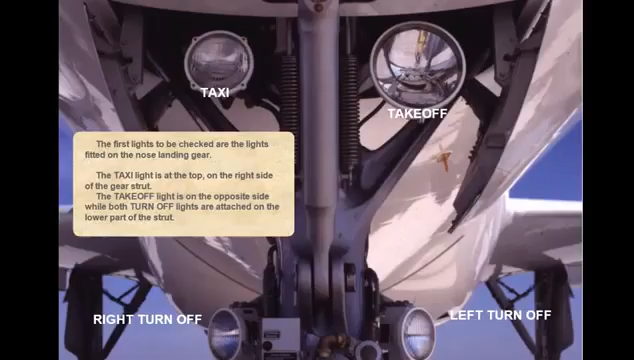 TAXI
TAKEOFF
The first lights to be checked are the lights
fitted on the nose landing gear.
The TAXI light is at the top, on the right side
of the gear strut.
The TAKEOFF light is on the opposite side
while both TURN OFF lights are attached on the
lower part of the strut.
RIGHT TURN OFF
LEFT TURN OFF